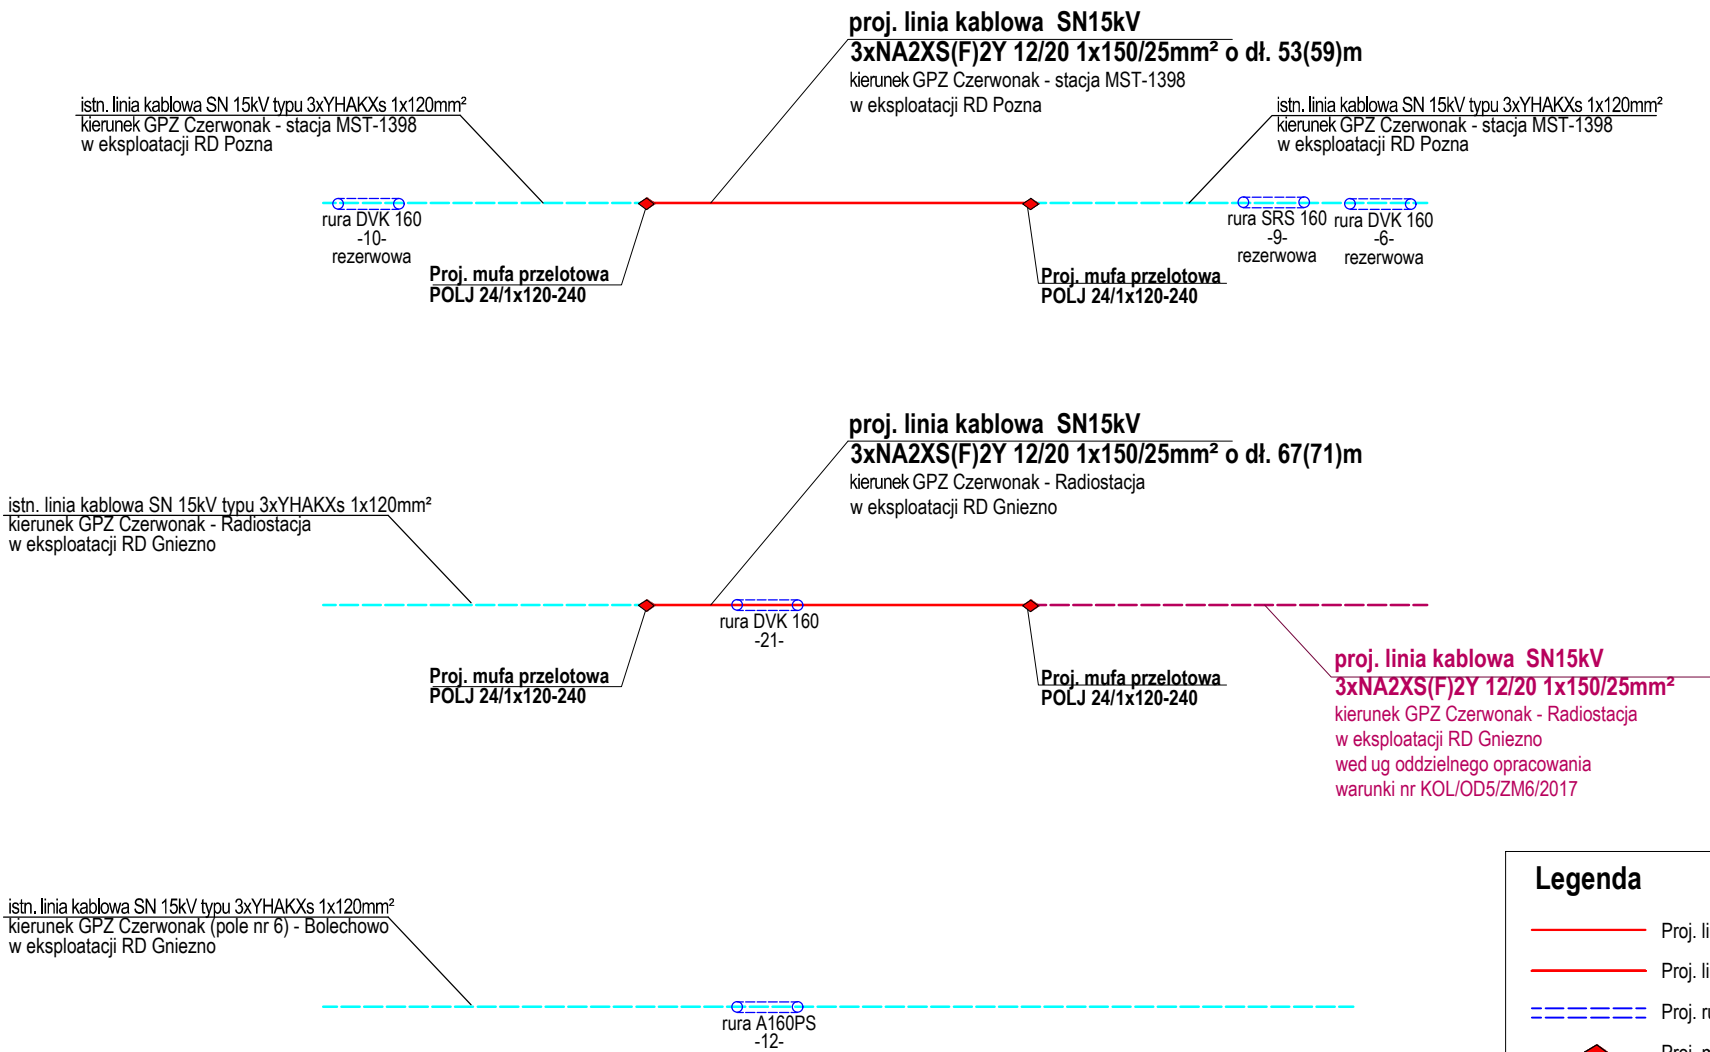 proj. linia kablowa SN15kV
3xNA2XS(F)2Y 12/20 1x150/25mm² o dł. 53(59)m
kierunek GPZ Czerwonak - stacja MST-1398
w eksploatacji RD Pozna
istn. linia kablowa SN 15kV typu 3xYHAKXs 1x120mm²
kierunek GPZ Czerwonak - stacja MST-1398
w eksploatacji RD Pozna
istn. linia kablowa SN 15kV typu 3xYHAKXs 1x120mm²
kierunek GPZ Czerwonak - stacja MST-1398
w eksploatacji RD Pozna
rura DVK 160
-10-
rezerwowa
rura SRS 160
-9-
rezerwowa
rura DVK 160
-6-
rezerwowa
Proj. mufa przelotowa
POLJ 24/1x120-240
Proj. mufa przelotowa
POLJ 24/1x120-240
proj. linia kablowa SN15kV
3xNA2XS(F)2Y 12/20 1x150/25mm² o dł. 67(71)m
kierunek GPZ Czerwonak - Radiostacja
w eksploatacji RD Gniezno
istn. linia kablowa SN 15kV typu 3xYHAKXs 1x120mm²
kierunek GPZ Czerwonak - Radiostacja
w eksploatacji RD Gniezno
rura DVK 160
-21-
Proj. mufa przelotowa
POLJ 24/1x120-240
Proj. mufa przelotowa
POLJ 24/1x120-240
proj. linia kablowa SN15kV
3xNA2XS(F)2Y 12/20 1x150/25mm²
kierunek GPZ Czerwonak - Radiostacja
w eksploatacji RD Gniezno
wed ug oddzielnego opracowania
warunki nr KOL/OD5/ZM6/2017
istn. linia kablowa SN 15kV typu 3xYHAKXs 1x120mm²
kierunek GPZ Czerwonak (pole nr 6) - Bolechowo
w eksploatacji RD Gniezno
rura A160PS
-12-
Legenda
Proj. li
Proj. li
Proj. ru